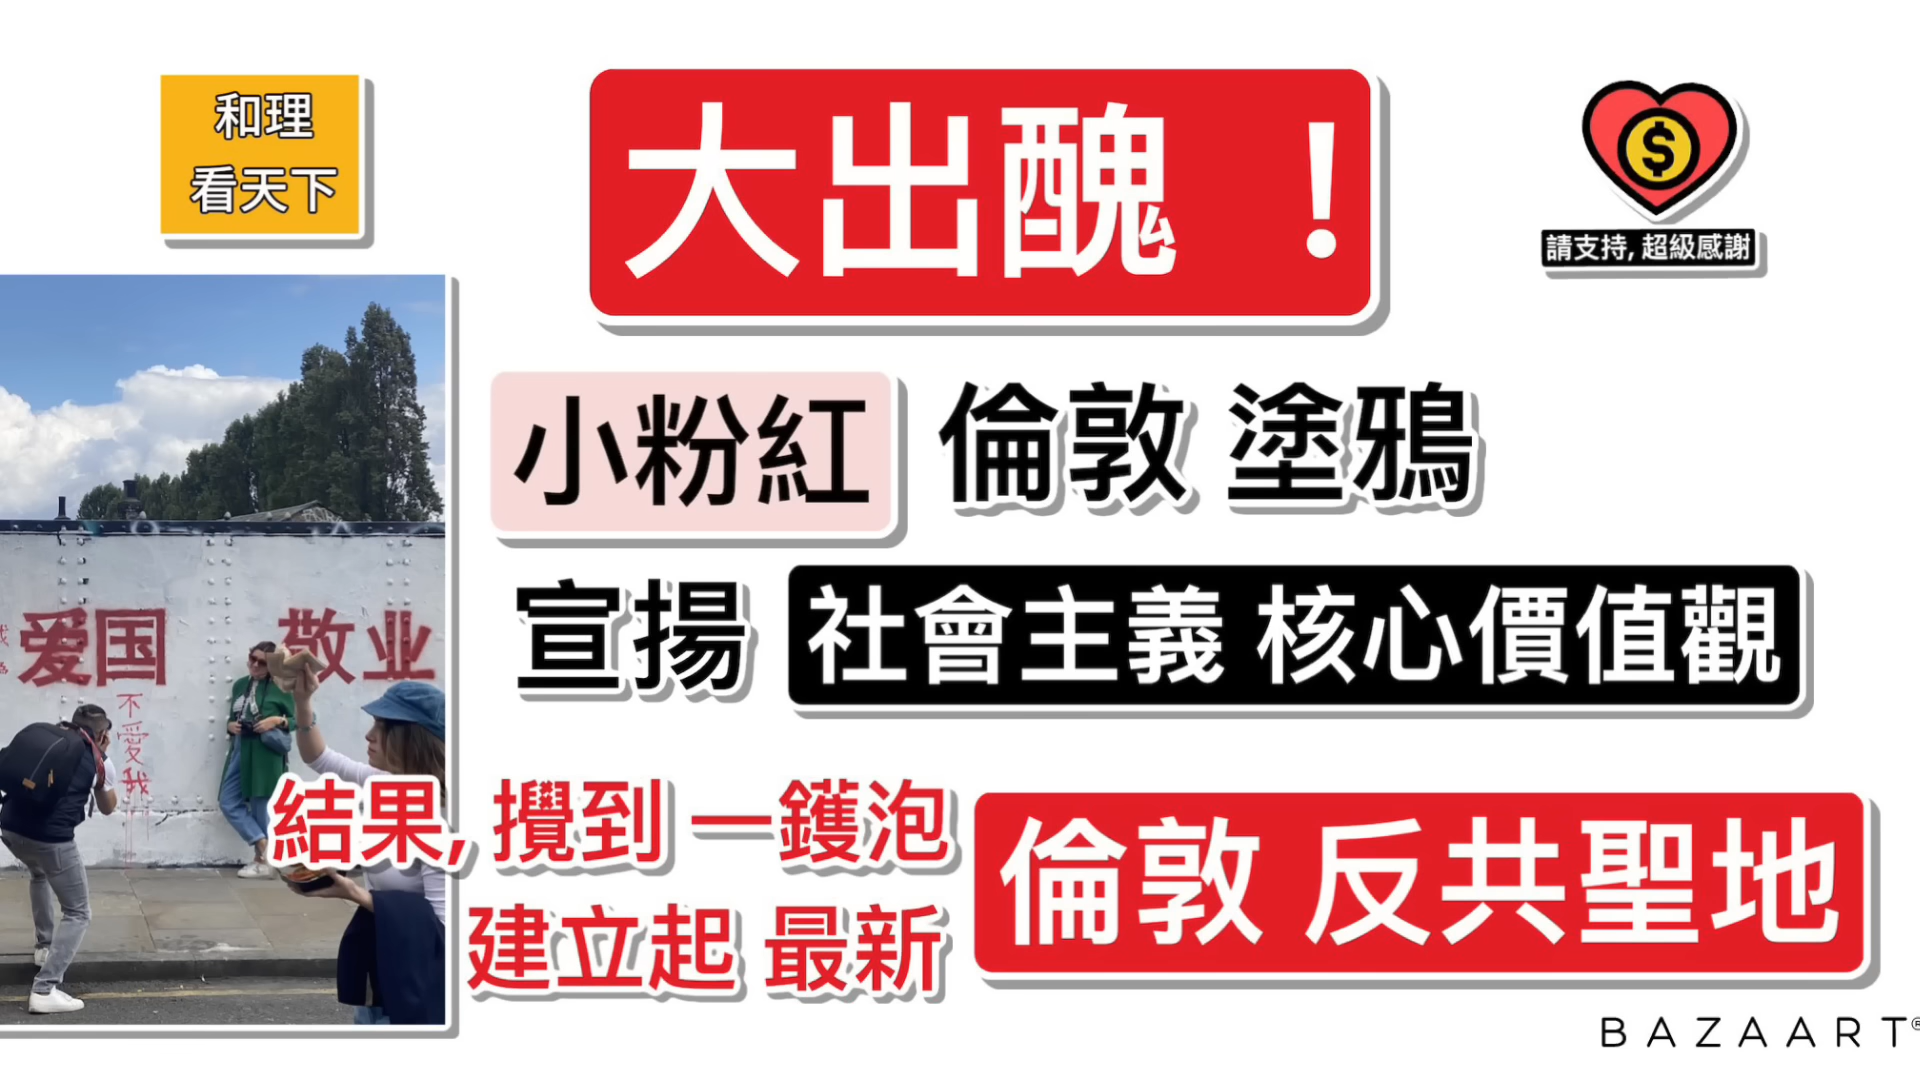 和理
看天下
大出醜 ！
$
請支持, 超級感謝
小粉紅 倫敦 塗鴉
宣揚 社會主義 核心價值觀
爱国 敬业
不愛我
結果, 攪到 一鑊泡
建立起 最新 倫敦 反共聖地
BAZAART®